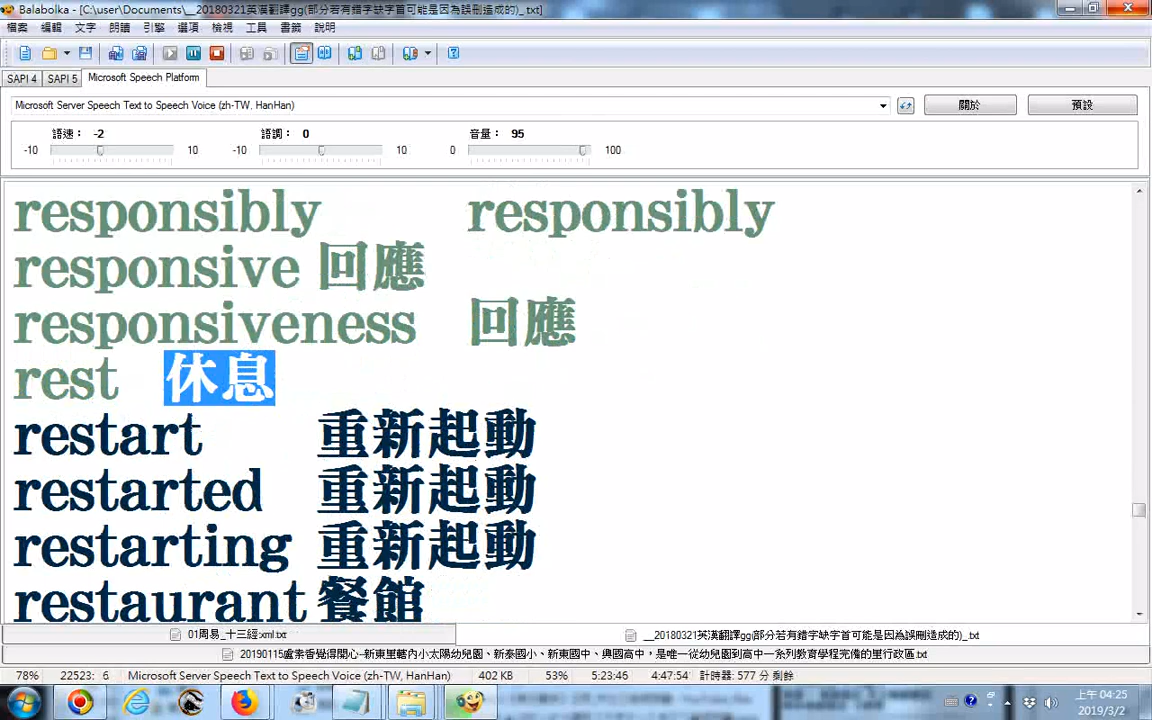 Balabolka - [C:\user\Documents\__20180321英漢翻譯gg(部分若有錯字缺字首可能是因為誤刪造成的)_.txt]
檔案 編輯 文字 朗讀 引擎 選項 檢視 工具 書籤 說明
SAPI 4 SAPI 5 Microsoft Speech Platform
Microsoft Server Speech Text to Speech Voice (zh-TW, HanHan) 關於 預設
語速： -2 語調： 0 音量： 95
-10 10 -10 10 0 100
responsibly responsibly
responsive 回應
responsiveness 回應
rest 休息
restart 重新起動
restarted 重新起動
restarting 重新起動
restaurant 餐館
01周易_十三經.xml.txt __20180321英漢翻譯gg(部分若有錯字缺字首可能是因為誤刪造成的)_.txt
20190115盧素香覺得開心-新東里轄內小太陽幼兒園、新泰國小、新東國中、興國高中，是唯一從幼兒園到高中一系列教育學程完備的里行政區.txt
78% 22523: 6 Microsoft Server Speech Text to Speech Voice (zh-TW, HanHan) 402 KB 53% 5:23:46 4:47:54' 計時器: 577 分 剩餘
上午 04:25
2019/3/2